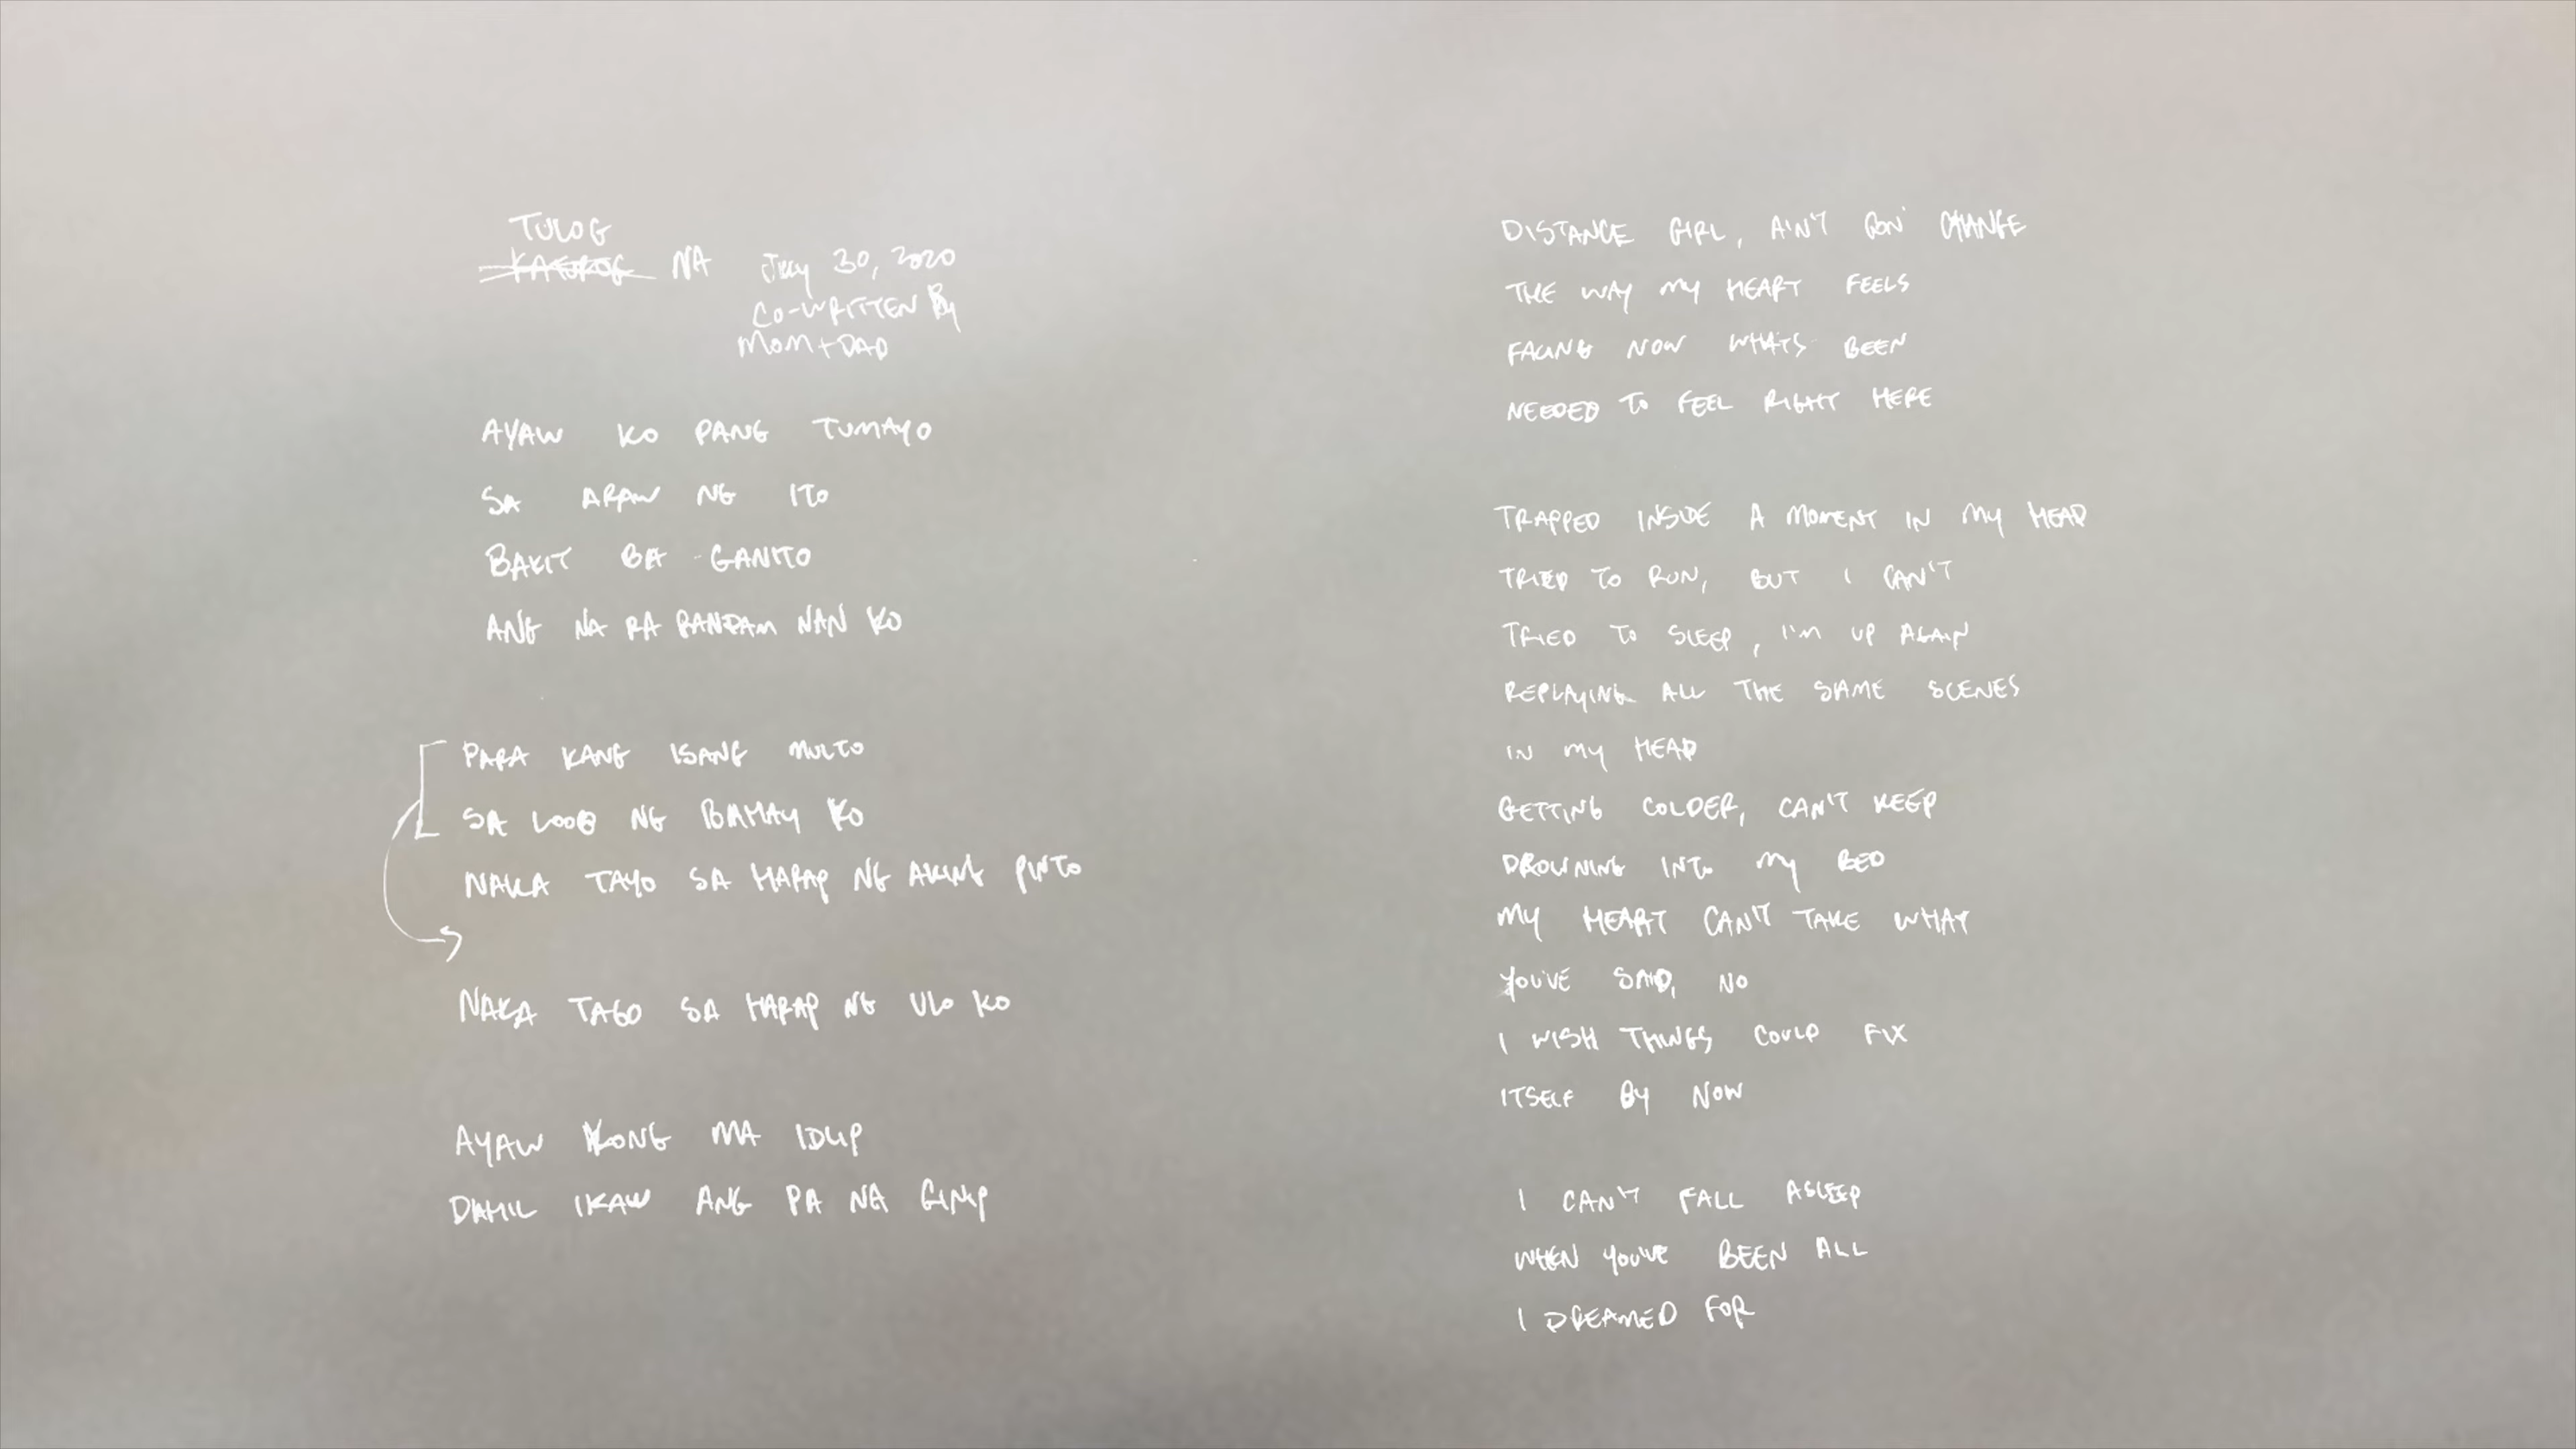 TULOG
KATOROG NA July 30, 2020
CO-WRITTEN By
MOM + DAD
AYAW KO PANG TUMAYO
SA ARAW NG ITO
BAKIT BA GANITO
ANG NA RA RAMDAM NAN KO
PARA KANG ISANG MULTO
SA LOOB NG BAHAY KO
NAKA TAYO SA HARAP NG AKING PINTO
NAKA TAGO SA HARAP NG ULO KO
AYAW KONG MA IDLIP
DAHIL IKAW ANG PA NA GINIP
DISTANCE GIRL, AIN'T GON' CHANGE
THE WAY MY HEART FEELS
FACING NOW WHATS BEEN
NEEDED TO FEEL RIGHT HERE
TRAPPED INSIDE A MOMENT IN MY HEAD
TRIED TO RUN, BUT I CAN'T
TRIED TO SLEEP, I'M UP AGAIN
REPLAYING ALL THE SAME SCENES
IN MY HEAD
GETTING COLDER, CAN'T KEEP
DROWNING INTO MY BED
MY HEART CAN'T TAKE WHAT
YOU'VE SAID, NO
I WISH THINGS COULD FIX
ITSELF BY NOW
I CAN'T FALL ASLEEP
WHEN YOU'VE BEEN ALL
I DREAMED FOR